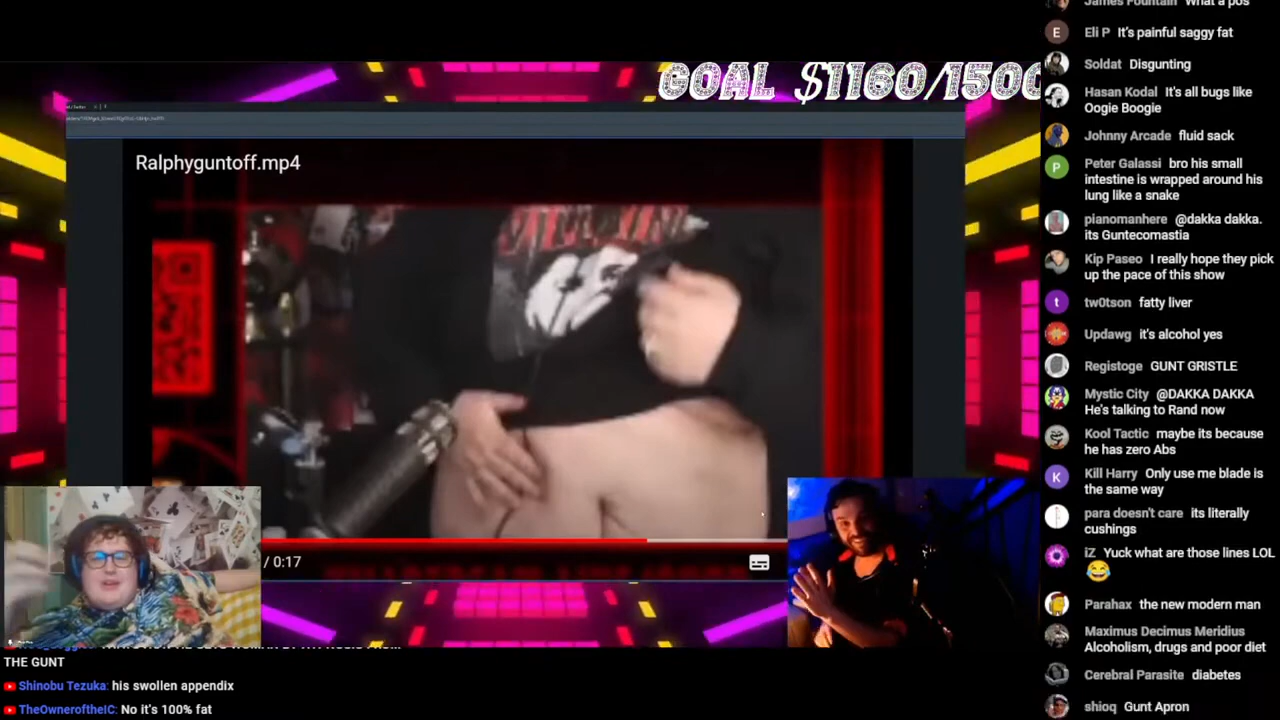 GOAL $1160/1500
Ralphyguntoff.mp4
VILLAIN
/ 0:17
THE GUNT
Shinobu Tezuka: his swollen appendix
TheOwneroftheIC: No it's 100% fat
James Fountain What a pos
Eli P It's painful saggy fat
Soldat Disgunting
Hasan Kodal It's all bugs like
Oogie Boogie
Johnny Arcade fluid sack
Peter Galassi bro his small
intestine is wrapped around his
lung like a snake
pianomanhere @dakka dakka.
its Guntecomastia
Kip Paseo I really hope they pick
up the pace of this show
tw0tson fatty liver
Updawg it's alcohol yes
Registoge GUNT GRISTLE
Mystic City @DAKKA DAKKA
He's talking to Rand now
Kool Tactic maybe its because
he has zero Abs
Kill Harry Only use me blade is
the same way
para doesn't care its literally
cushings
iZ Yuck what are those lines LOL
😂
Parahax the new modern man
Maximus Decimus Meridius
Alcoholism, drugs and poor diet
Cerebral Parasite diabetes
shioq Gunt Apron